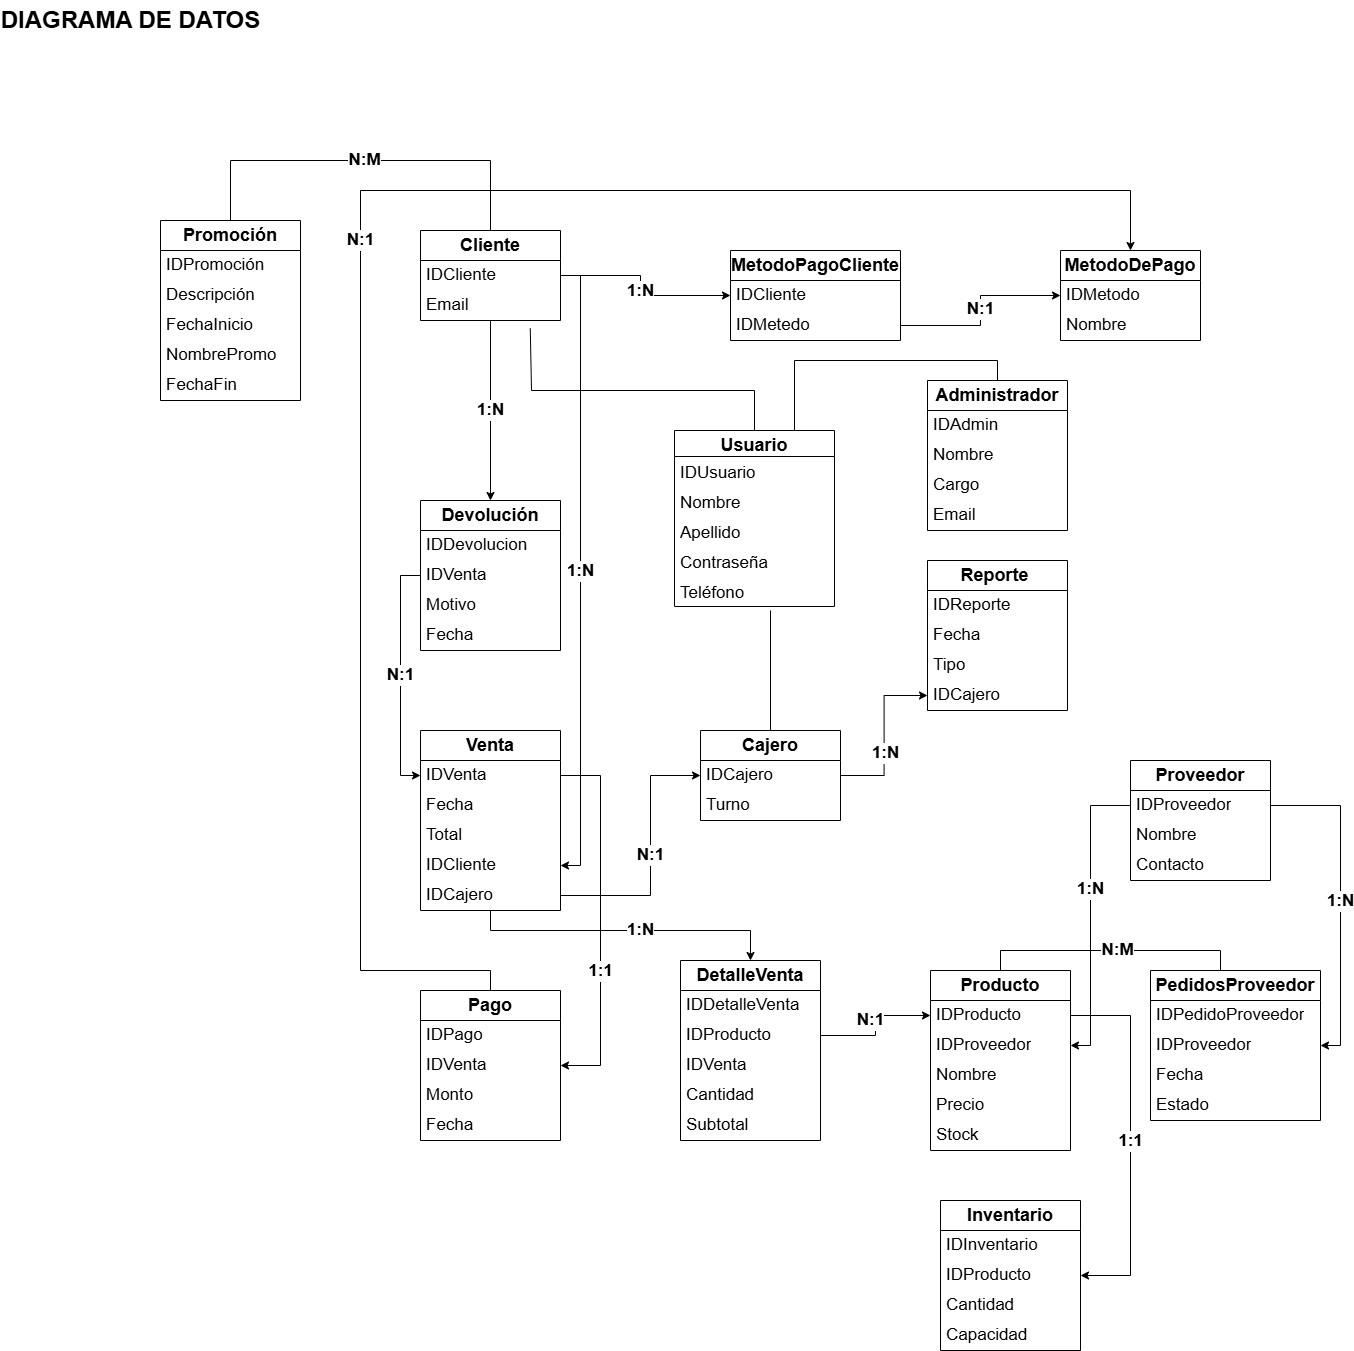 DIAGRAMA DE DATOS
N:M
N:1
Promoción
IDPromoción
Descripción
FechaInicio
NombrePromo
FechaFin
Cliente
IDCliente
Email
1:N
MetodoPagoCliente
IDCliente
IDMetedo
N:1
MetodoDePago
IDMetodo
Nombre
Administrador
IDAdmin
Nombre
Cargo
Email
1:N
Usuario
IDUsuario
Nombre
Apellido
Contraseña
Teléfono
Devolución
IDDevolucion
IDVenta
Motivo
Fecha
1:N
Reporte
IDReporte
Fecha
Tipo
IDCajero
N:1
Venta
IDVenta
Fecha
Total
IDCliente
IDCajero
Cajero
IDCajero
Turno
1:N
N:1
Proveedor
IDProveedor
Nombre
Contacto
1:N
1:N
1:N
1:1
N:M
Pago
IDPago
IDVenta
Monto
Fecha
DetalleVenta
IDDetalleVenta
IDProducto
IDVenta
Cantidad
Subtotal
N:1
Producto
IDProducto
IDProveedor
Nombre
Precio
Stock
PedidosProveedor
IDPedidoProveedor
IDProveedor
Fecha
Estado
1:1
Inventario
IDInventario
IDProducto
Cantidad
Capacidad